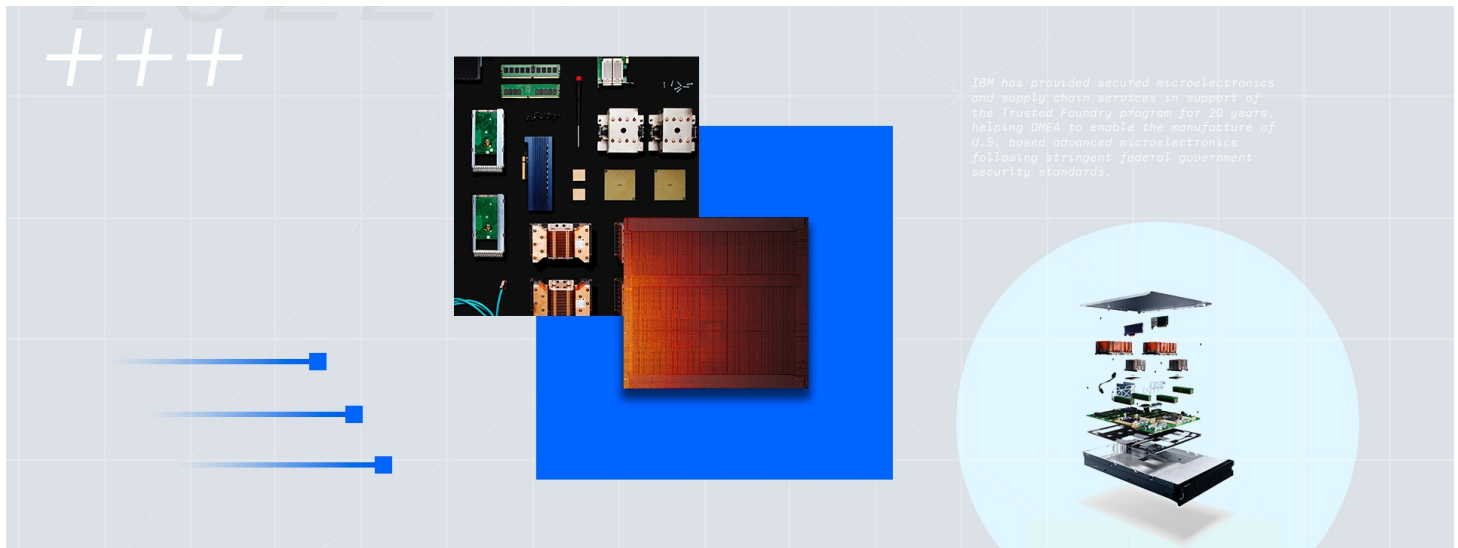 2022
+++
IBM has provided secured microelectronics
and supply chain services in support of
the Trusted Foundry program for 20 years,
helping DMEA to enable the manufacture of
U.S. based advanced microelectronics
following stringent federal government
security standards.